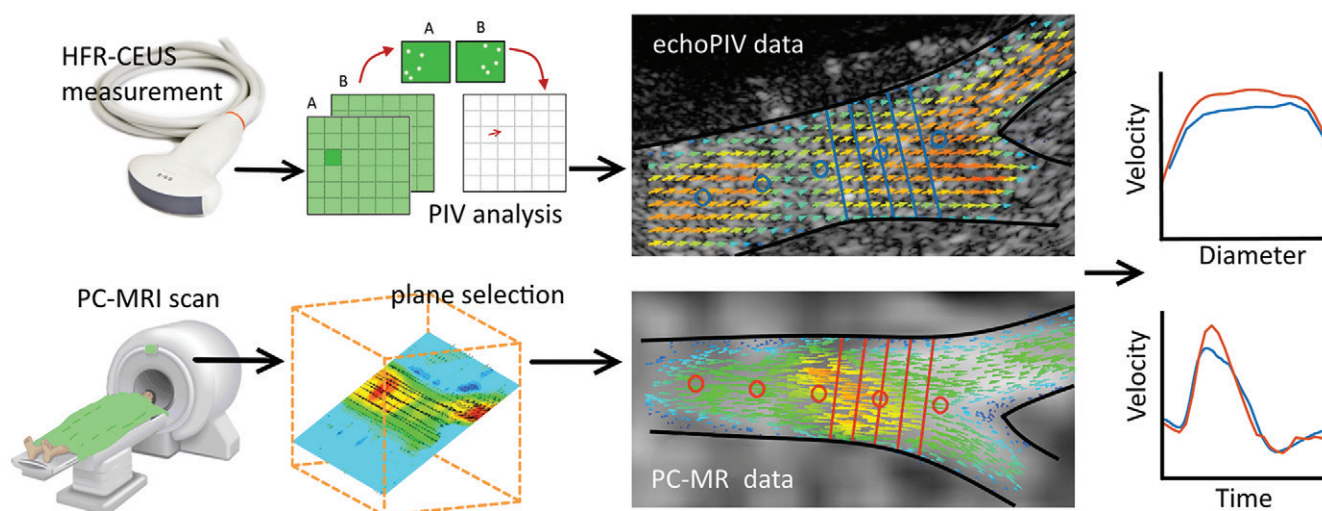 HFR-CEUS
measurement
A
B
A
B
PIV analysis
echoPIV data
Velocity
Diameter
PC-MRI scan
plane selection
PC-MR data
Velocity
Time